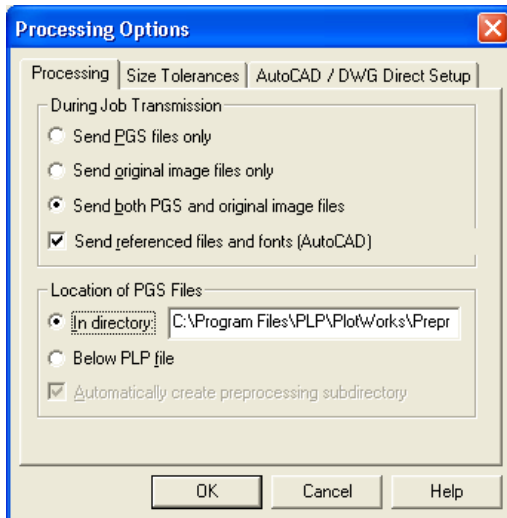 Processing Options
Processing Size Tolerances AutoCAD / DWG Direct Setup
During Job Transmission
Send PGS files only
Send original image files only
Send both PGS and original image files
Send referenced files and fonts (AutoCAD)
Location of PGS Files
In directory: C:\Program Files\PLP\PlotWorks\Prepr
Below PLP file
Automatically create preprocessing subdirectory
OK Cancel Help